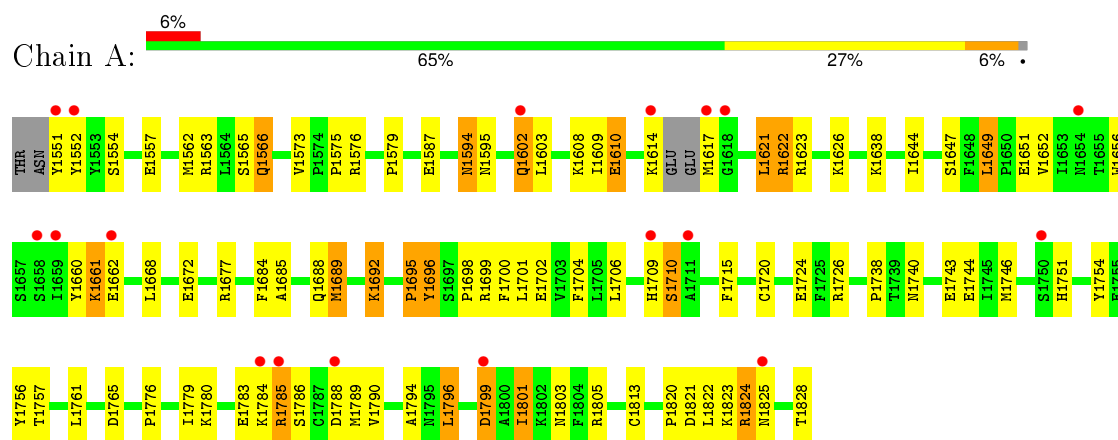 6%
Chain A:
65% 27% 6% •
THR ASN Y1551 Y1552 Y1553 S1554 E1557 M1562 R1563 L1564 S1565 Q1566 V1573 P1574 P1575 R1576 P1579 E1587 N1594 N1595 Q1602 L1603 K1608 I1609 E1610 K1614 GLU GLU M1617 G1618 L1621 R1622 R1623 K1626 K1638 I1644 S1647 F1648 L1649 P1650 E1651 V1652 I1653 N1654 T1655 W1656
S1657 S1658 I1659 Y1660 K1661 E1662 L1668 E1672 R1677 F1684 A1685 Q1688 M1689 K1692 P1695 Y1696 S1697 P1698 R1699 F1700 L1701 E1702 V1703 F1704 L1705 L1706 H1709 S1710 A1711 F1715 C1720 E1724 F1725 R1726 P1738 T1739 N1740 E1743 E1744 I1745 M1746 S1750 H1751 Y1754 E1755
Y1756 T1757 L1761 D1765 P1776 I1779 K1780 E1783 K1784 R1785 S1786 C1787 D1788 M1789 V1790 A1794 N1795 L1796 D1799 A1800 I1801 K1802 N1803 F1804 R1805 C1813 P1820 D1821 L1822 K1823 R1824 N1825 T1828